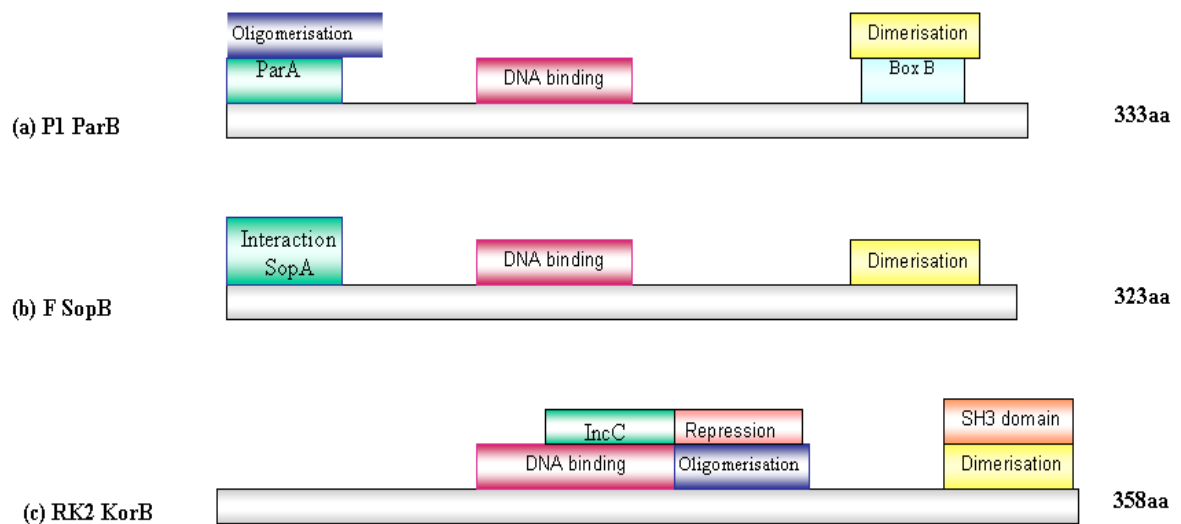 Oligomerisation
Dimerisation
ParA
DNA binding
Box B
(a) P1 ParB
333aa
Interaction
SopA
DNA binding
Dimerisation
(b) F SopB
323aa
SH3 domain
IncC
Repression
DNA binding
Oligomerisation
Dimerisation
(c) RK2 KorB
358aa